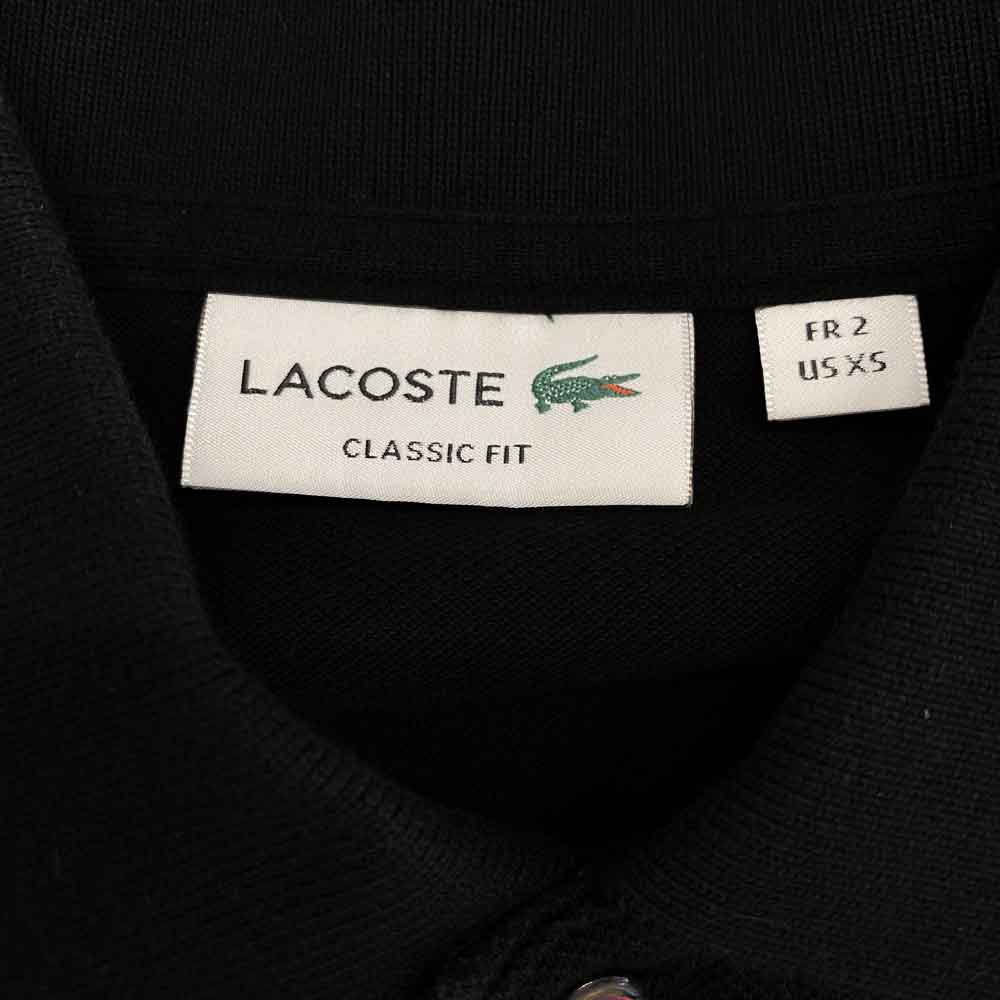 LACOSTE
CLASSIC FIT
FR 2
US XS